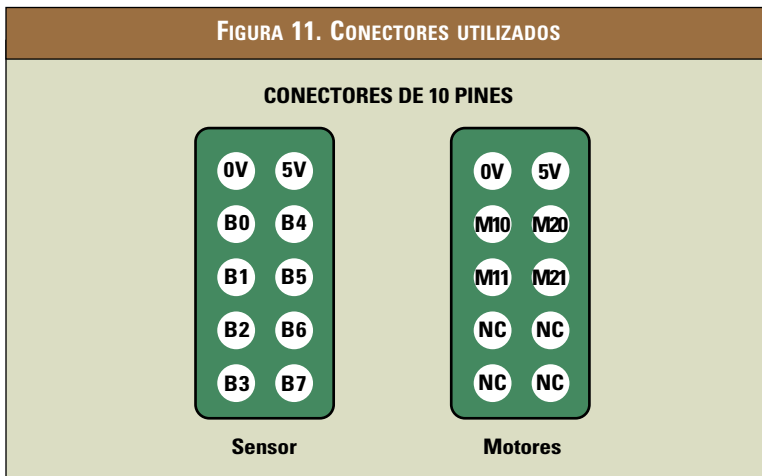 FIGURA 11. CONECTORES UTILIZADOS
CONECTORES DE 10 PINES
0V 5V
B0 B4
B1 B5
B2 B6
B3 B7
Sensor
0V 5V
M10 M20
M11 M21
NC NC
NC NC
Motores